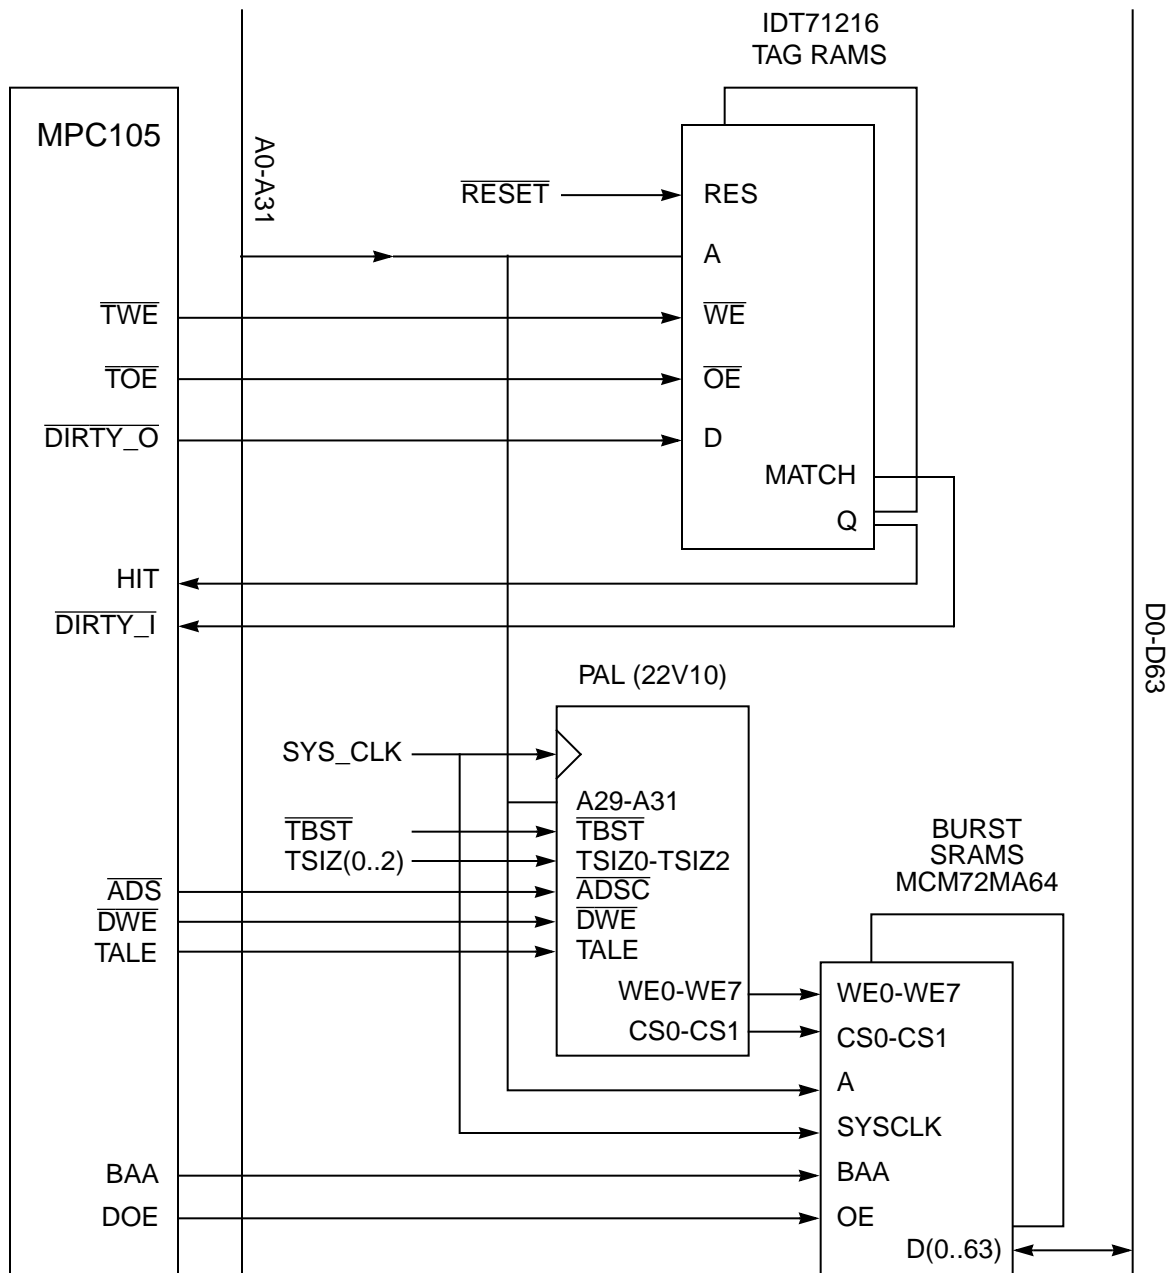 IDT71216
TAG RAMS
MPC105
A0-A31
RESET
RES
A
TWE
WE
TOE
OE
DIRTY_O
D
MATCH
Q
HIT
DIRTY_I
D0-D63
PAL (22V10)
SYS_CLK
A29-A31
TBST
TBST
TSIZ(0..2)
TSIZ0-TSIZ2
ADS
ADSC
DWE
DWE
TALE
TALE
BURST
SRAMS
MCM72MA64
WE0-WE7
WE0-WE7
CS0-CS1
CS0-CS1
A
SYSCLK
BAA
BAA
DOE
OE
D(0..63)